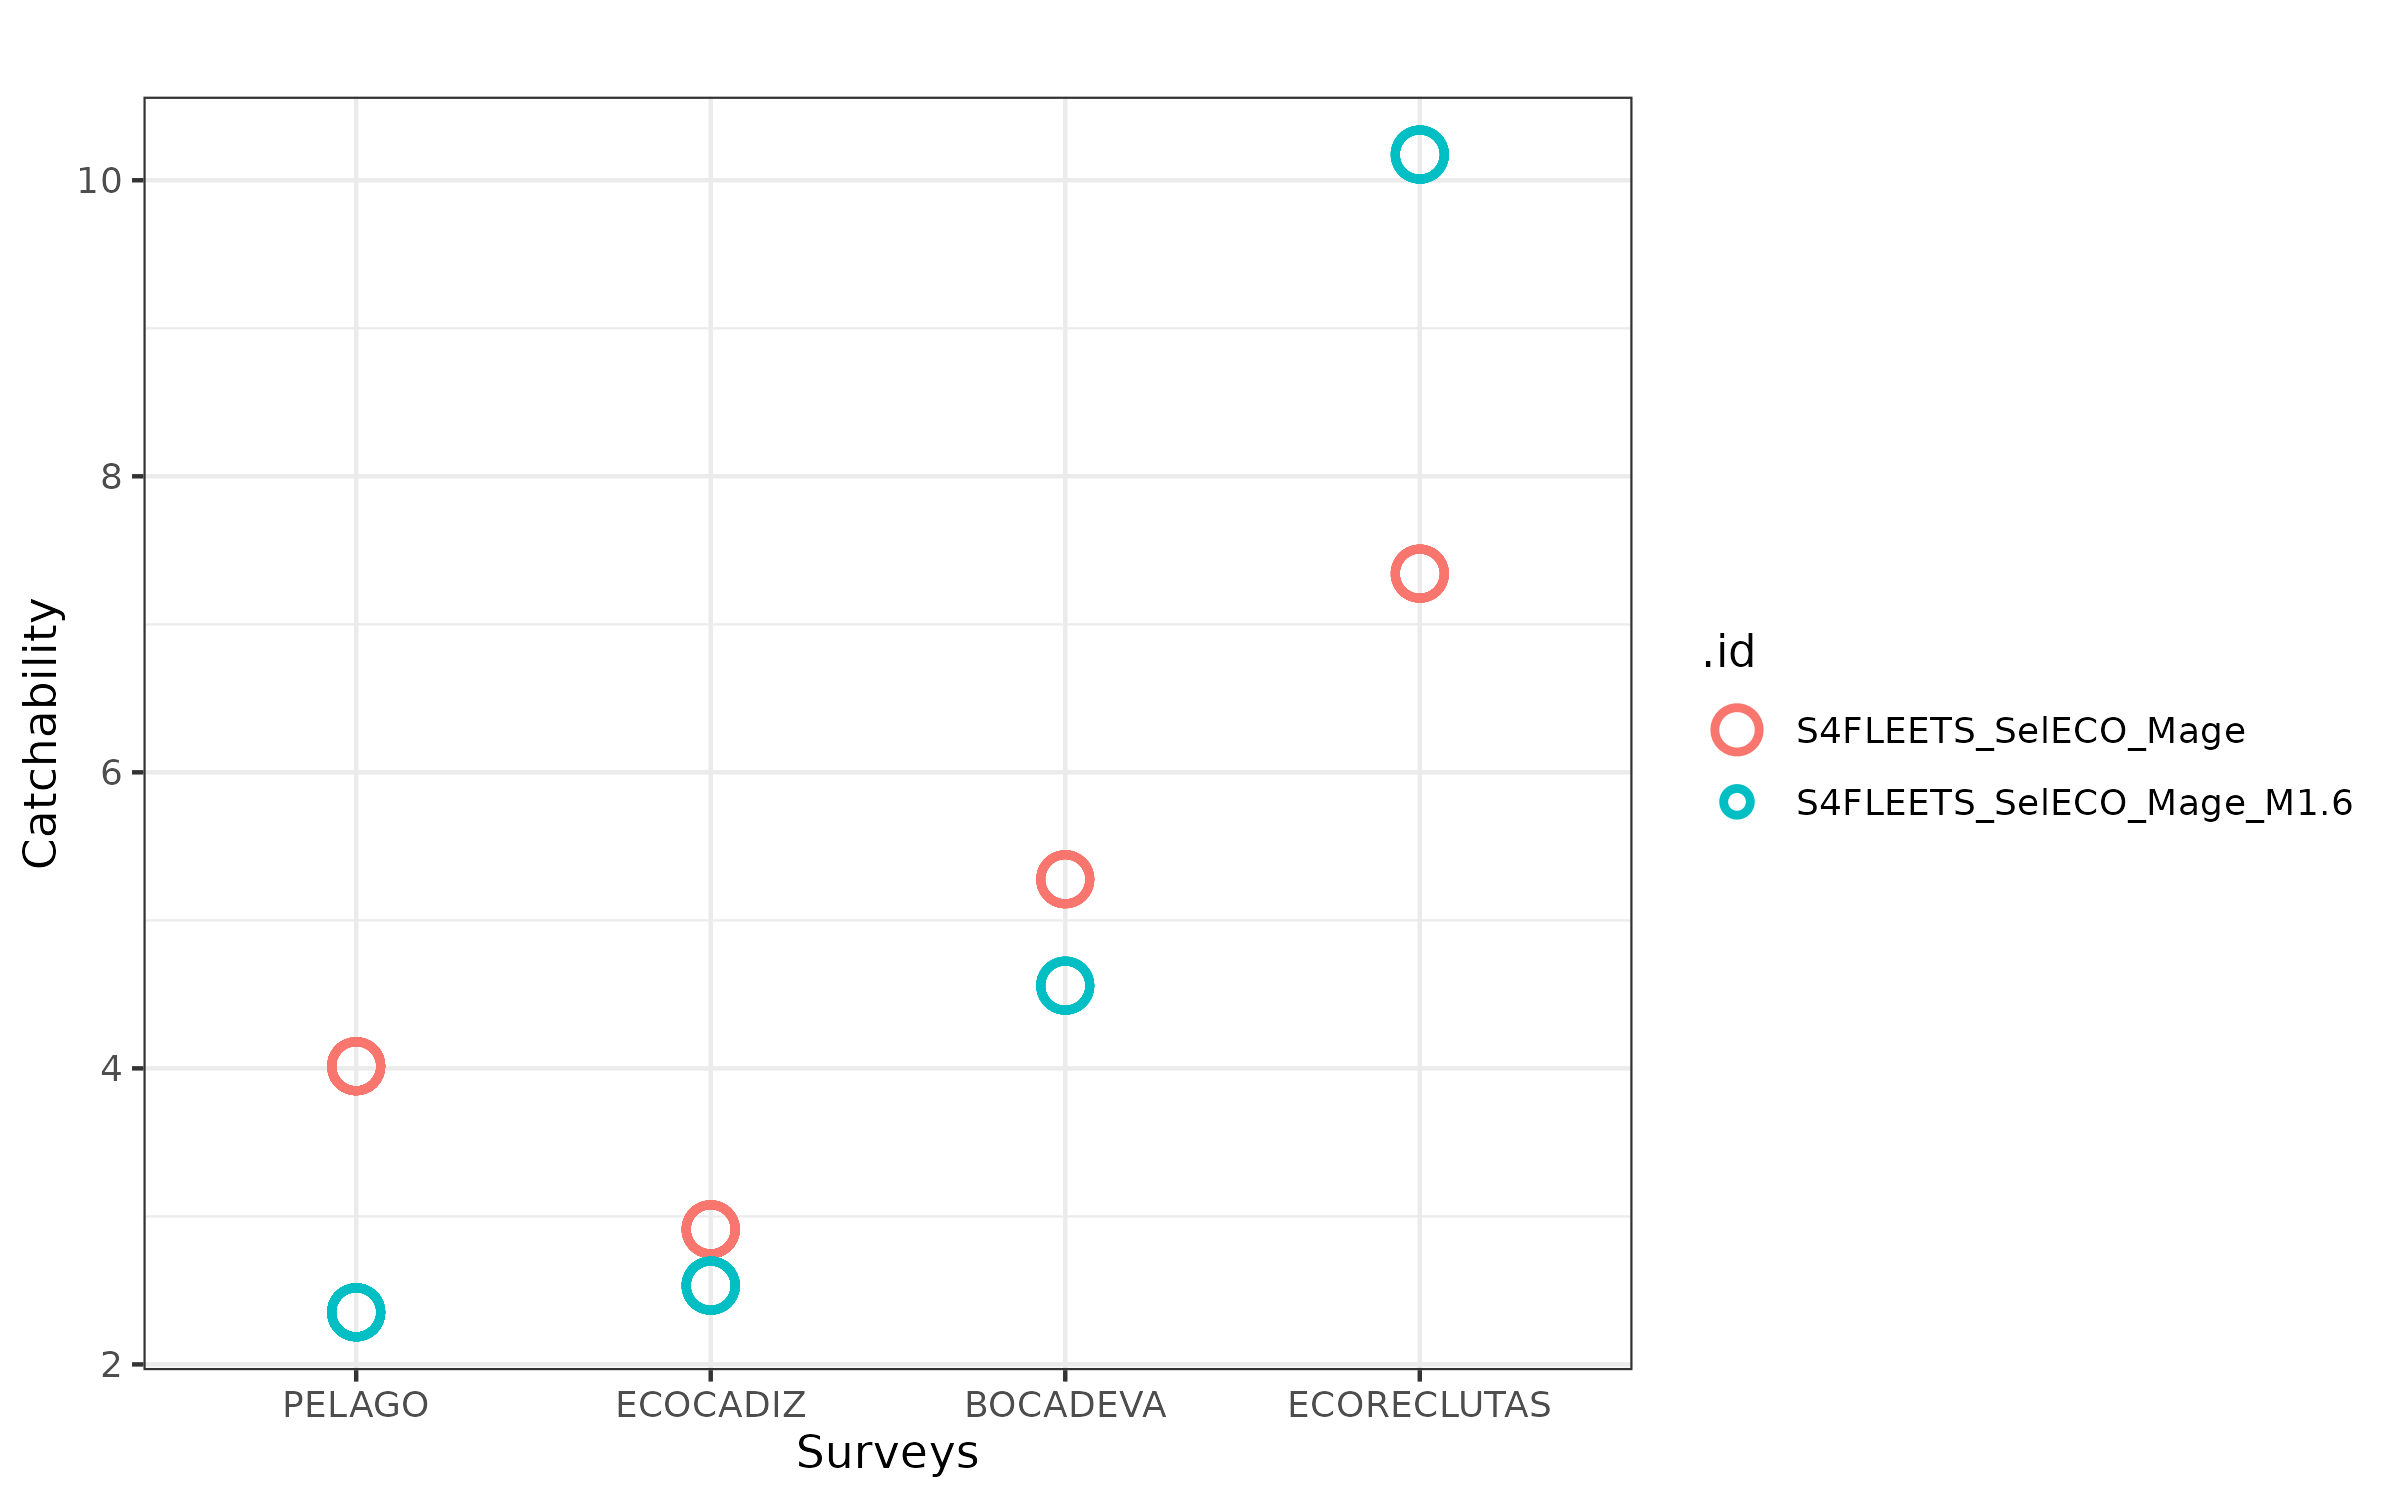 10
8
6
4
2
Catchability
PELAGO
ECOCADIZ
BOCADEVA
ECORECLUTAS
Surveys
.id
S4FLEETS_SelECO_Mage
S4FLEETS_SelECO_Mage_M1.6